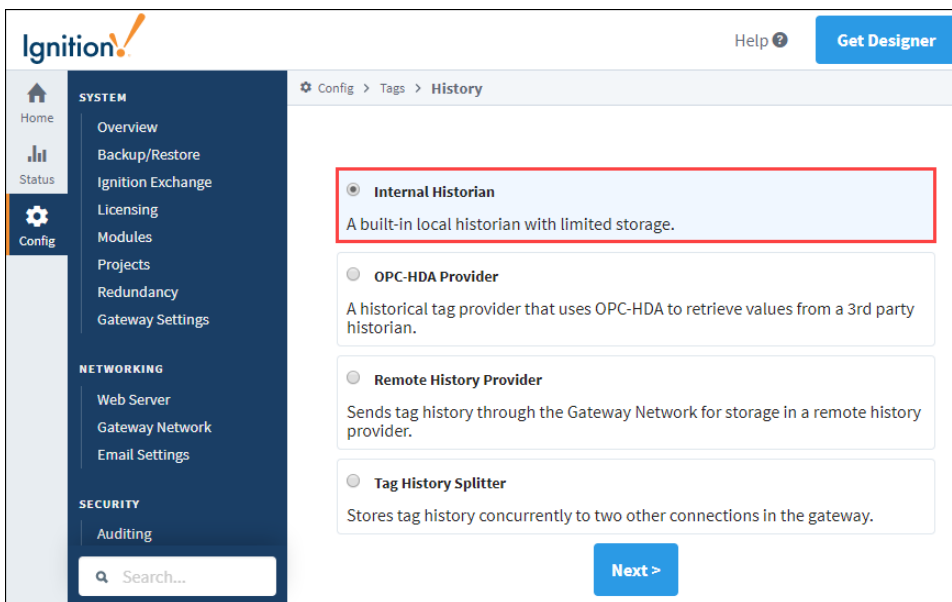 Ignition!
Help
Get Designer
Home
Status
Config
SYSTEM
Overview
Backup/Restore
Ignition Exchange
Licensing
Modules
Projects
Redundancy
Gateway Settings
NETWORKING
Web Server
Gateway Network
Email Settings
SECURITY
Auditing
Search...
Config > Tags > History
Internal Historian
A built-in local historian with limited storage.
OPC-HDA Provider
A historical tag provider that uses OPC-HDA to retrieve values from a 3rd party
historian.
Remote History Provider
Sends tag history through the Gateway Network for storage in a remote history
provider.
Tag History Splitter
Stores tag history concurrently to two other connections in the gateway.
Next >